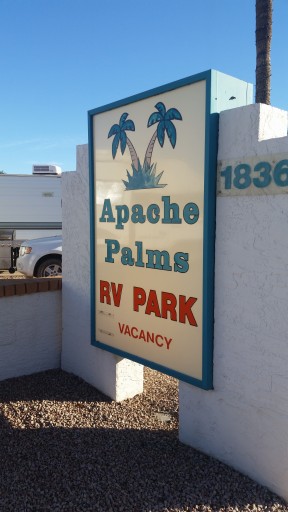 Apache
Palms
RV PARK
VACANCY
1836